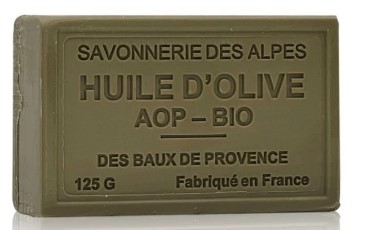 SAVONNERIE DES ALPES
HUILE D'OLIVE
AOP – BIO
DES BAUX DE PROVENCE
125 G Fabriqué en France